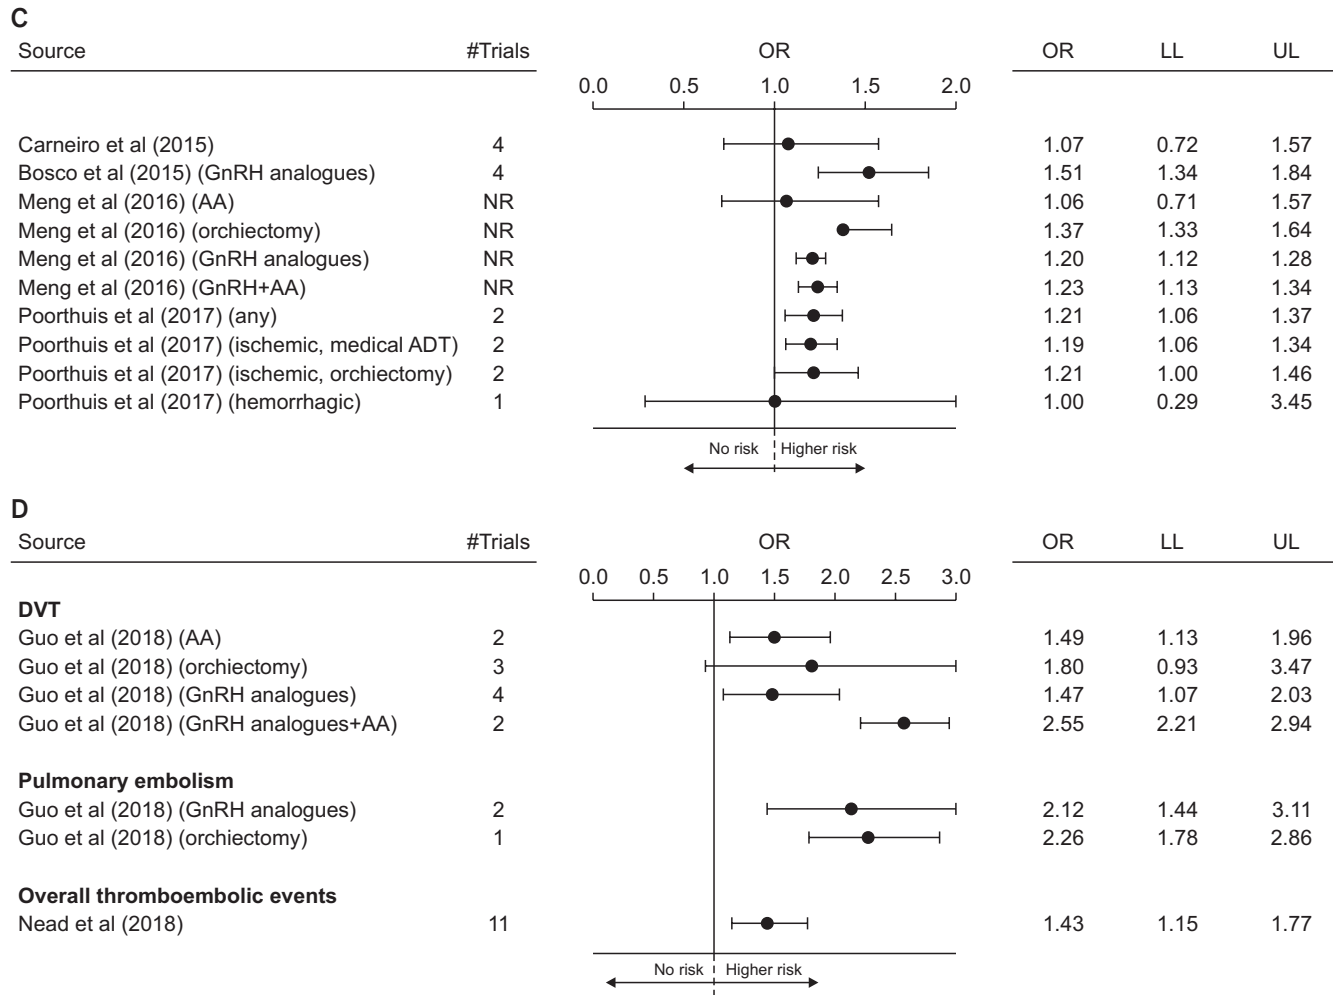 C
Source #Trials OR OR LL UL
0.0 0.5 1.0 1.5 2.0
Carneiro et al (2015) 4 1.07 0.72 1.57
Bosco et al (2015) (GnRH analogues) 4 1.51 1.34 1.84
Meng et al (2016) (AA) NR 1.06 0.71 1.57
Meng et al (2016) (orchiectomy) NR 1.37 1.33 1.64
Meng et al (2016) (GnRH analogues) NR 1.20 1.12 1.28
Meng et al (2016) (GnRH+AA) NR 1.23 1.13 1.34
Poorthuis et al (2017) (any) 2 1.21 1.06 1.37
Poorthuis et al (2017) (ischemic, medical ADT) 2 1.19 1.06 1.34
Poorthuis et al (2017) (ischemic, orchiectomy) 2 1.21 1.00 1.46
Poorthuis et al (2017) (hemorrhagic) 1 1.00 0.29 3.45
No risk Higher risk
D
Source #Trials OR OR LL UL
0.0 0.5 1.0 1.5 2.0 2.5 3.0
DVT
Guo et al (2018) (AA) 2 1.49 1.13 1.96
Guo et al (2018) (orchiectomy) 3 1.80 0.93 3.47
Guo et al (2018) (GnRH analogues) 4 1.47 1.07 2.03
Guo et al (2018) (GnRH analogues+AA) 2 2.55 2.21 2.94
Pulmonary embolism
Guo et al (2018) (GnRH analogues) 2 2.12 1.44 3.11
Guo et al (2018) (orchiectomy) 1 2.26 1.78 2.86
Overall thromboembolic events
Nead et al (2018) 11 1.43 1.15 1.77
No risk Higher risk